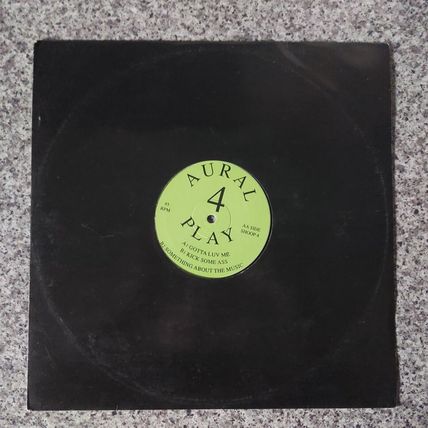 AURAL
4
PLAY
45
RPM
AA SIDE
SHOOP 4
A1 GOTTA LUV ME
B1 KICK SOME ASS
B2 SOMETHING ABOUT THE MUSIC